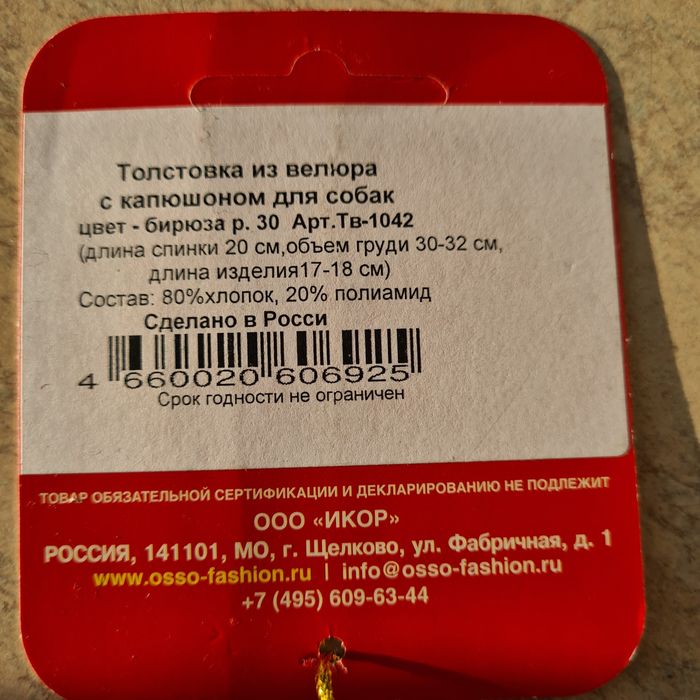 Толстовка из велюра
с капюшоном для собак
цвет - бирюза р. 30 Арт.Тв-1042
(длина спинки 20 см,объем груди 30-32 см,
длина изделия17-18 см)
Состав: 80%хлопок, 20% полиамид
Сделано в Росси
4 660020 606925
Срок годности не ограничен
ТОВАР ОБЯЗАТЕЛЬНОЙ СЕРТИФИКАЦИИ И ДЕКЛАРИРОВАНИЮ НЕ ПОДЛЕЖИТ
ООО «ИКОР»
РОССИЯ, 141101, МО, г. Щелково, ул. Фабричная, д. 1
www.osso-fashion.ru | info@osso-fashion.ru
+7 (495) 609-63-44